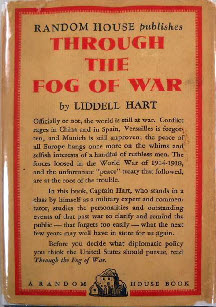 RANDOM HOUSE publishes
THROUGH
THE
FOG OF WAR
by LIDDELL HART
Officially or not, the world is still at war. Conflict
rages in China and in Spain, Versailles is forgot-
ten, and Munich is still unproven; the peace of
all Europe hangs once more on the whims and
selfish interests of a handful of ruthless men. The
forces loosed in the World War of 1914-1918,
and the unfortunate "peace" treaty that followed,
are at the root of the trouble.
In this book, Captain Hart, who stands in a
class by himself as a military expert and commen-
tator, studies the personalities and outstanding
events of that past war to clarify and remind the
public — that forgets too easily — what the next
few years may well have in store for us again.
Before you decide what diplomatic policy
you think the United States should pursue, read
Through the Fog of War.
A RANDOM HOUSE BOOK